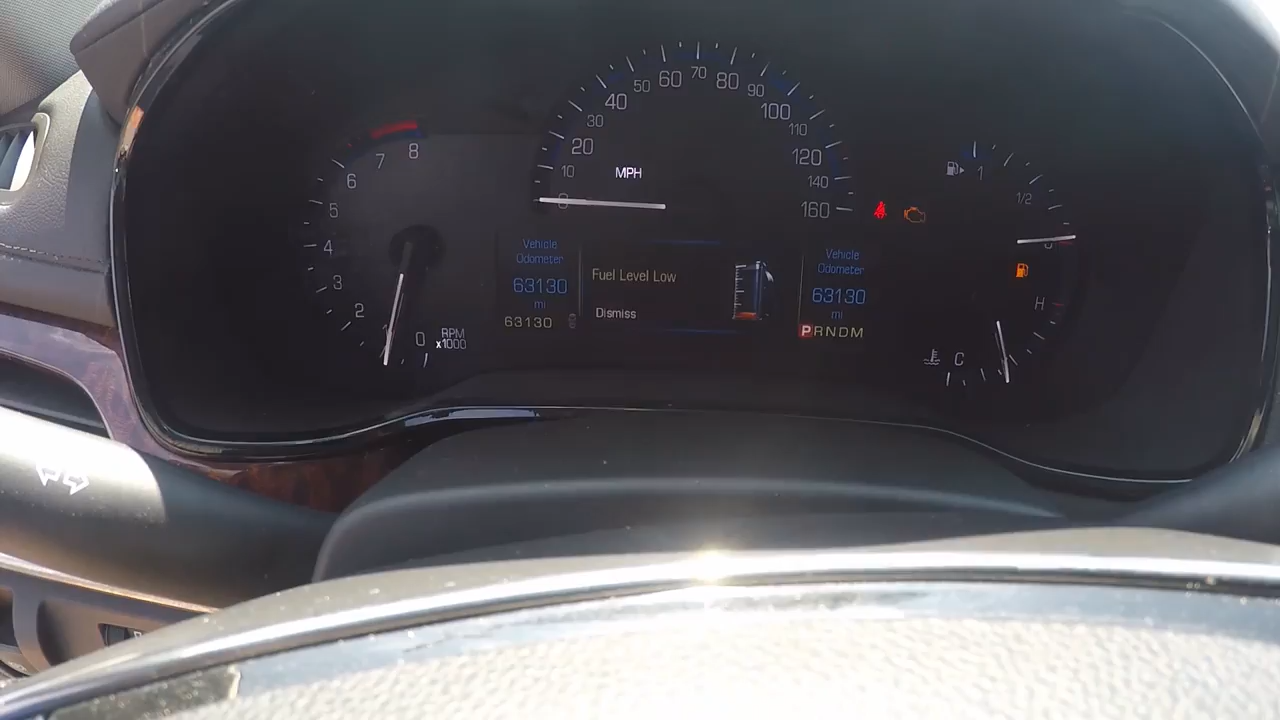 8
7
6
5
4
3
2
1
0
RPM
x1000
0
10
20
30
40
50
60
70
80
90
100
110
120
140
160
MPH
Vehicle
Odometer
63130
mi
63130
Fuel Level Low
Dismiss
Vehicle
Odometer
63130
mi
PRNDM
1
1/2
0
H
C